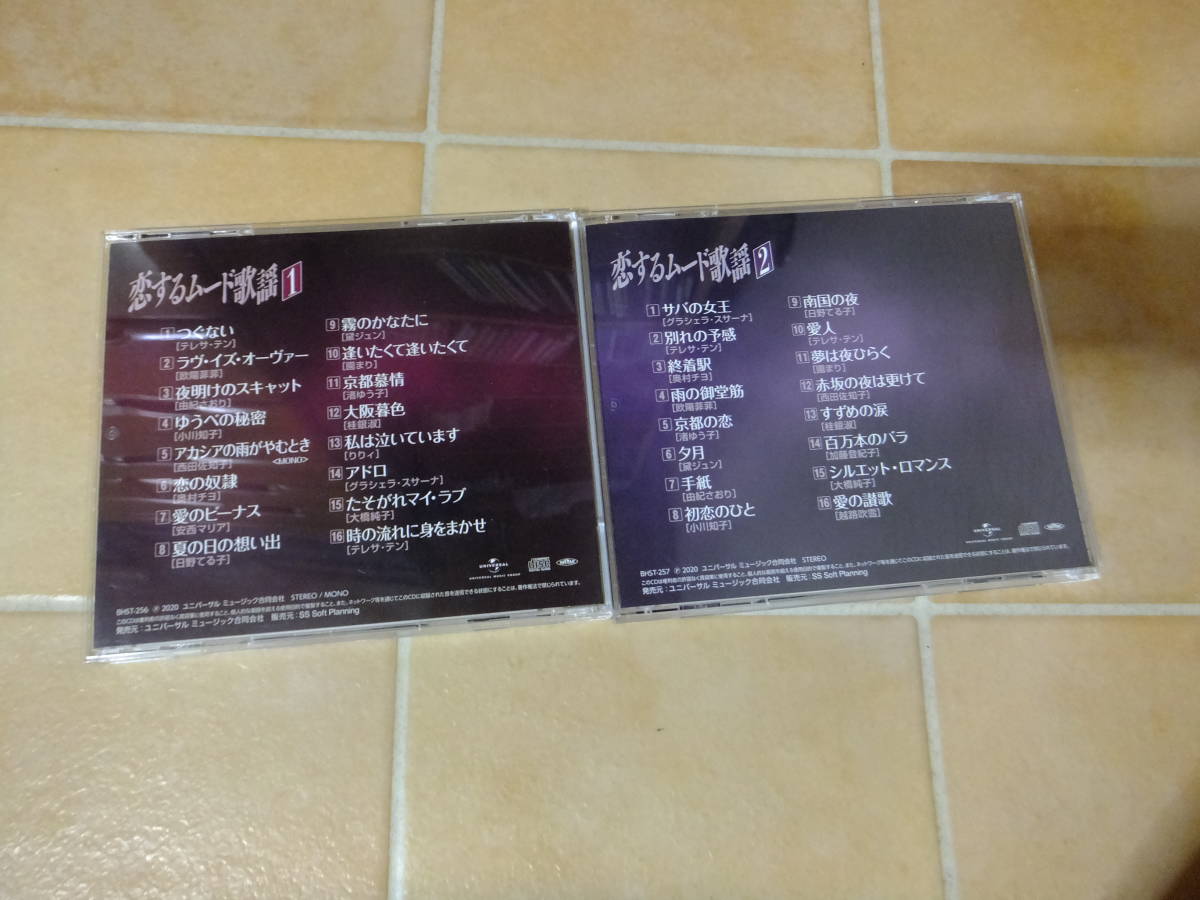 恋するムード歌謡 1
1 つぐない
[テレサ・テン]
2 ラヴ・イズ・オーヴァー
[欧陽菲菲]
3 夜明けのスキャット
[由紀さおり]
4 ゆうべの秘密
[小川知子]
5 アカシアの雨がやむとき
[西田佐知子] <MONO>
6 恋の奴隷
[奥村チヨ]
7 愛のビーナス
[安西マリア]
8 夏の日の想い出
[日野てる子]
9 霧のかなたに
[黛ジュン]
10 逢いたくて逢いたくて
[園まり]
11 京都慕情
[渚ゆう子]
12 大阪暮色
[桂銀淑]
13 私は泣いています
[りりィ]
14 アドロ
[グラシェラ・スサーナ]
15 たそがれマイ・ラブ
[大橋純子]
16 時の流れに身をまかせ
[テレサ・テン]
UNIVERSAL
UNIVERSAL MUSIC GROUP
BHST-256 ℗ 2020 ユニバーサル ミュージック合同会社 STEREO / MONO
発売元：ユニバーサル ミュージック合同会社 販売元：SS Soft Planning
恋するムード歌謡 2
1 サバの女王
[グラシェラ・スサーナ]
2 別れの予感
[テレサ・テン]
3 終着駅
[奥村チヨ]
4 雨の御堂筋
[欧陽菲菲]
5 京都の恋
[渚ゆう子]
6 夕月
[黛ジュン]
7 手紙
[由紀さおり]
8 初恋のひと
[小川知子]
9 南国の夜
[日野てる子]
10 愛人
[テレサ・テン]
11 夢は夜ひらく
[園まり]
12 赤坂の夜は更けて
[西田佐知子]
13 すずめの涙
[桂銀淑]
14 百万本のバラ
[加藤登紀子]
15 シルエット・ロマンス
[大橋純子]
16 愛の讃歌
[越路吹雪]
UNIVERSAL
UNIVERSAL MUSIC GROUP
BHST-257 ℗ 2020 ユニバーサル ミュージック合同会社 STEREO
発売元：ユニバーサル ミュージック合同会社 販売元：SS Soft Planning